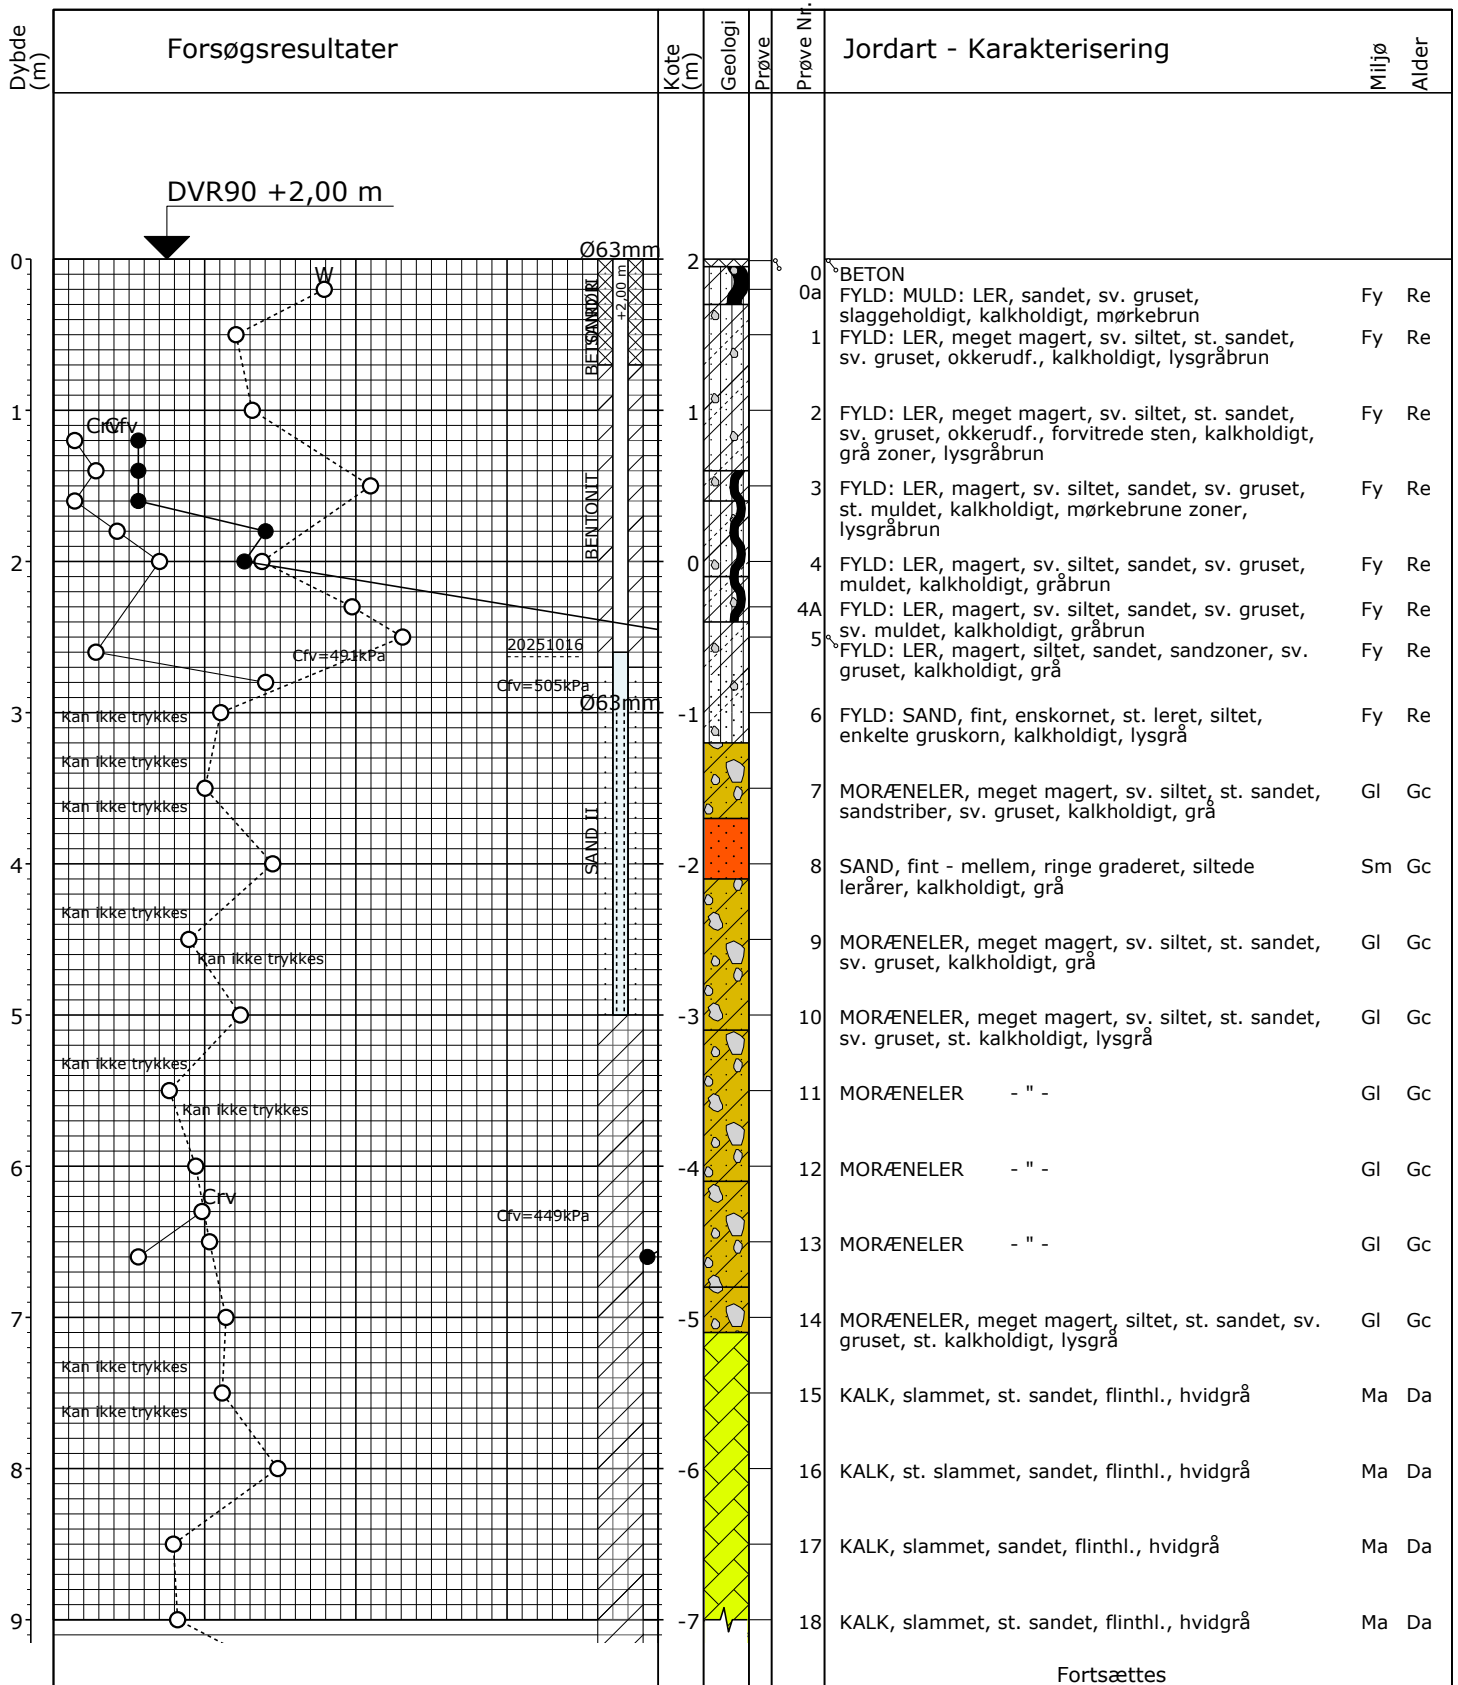 Dybde (m)
Forsøgsresultater
Kote (m)
Geologi
Prøve
Prøve Nr.
Jordart - Karakterisering
Miljø
Alder
DVR90 +2,00 m
Ø63mm
+2,00 m
W
BENTONIT
SAND II
Crv
Cfv
20251016
Cfv=491kPa
Cfv=505kPa
Ø63mm
Kan ikke trykkes
Kan ikke trykkes
Kan ikke trykkes
Kan ikke trykkes
Kan ikke trykkes
Kan ikke trykkes
Kan ikke trykkes
Crv
Cfv=449kPa
Kan ikke trykkes
Kan ikke trykkes
0
1
2
3
4
5
6
7
8
9
2
1
0
-1
-2
-3
-4
-5
-6
-7
0 BETON
0a FYLD: MULD: LER, sandet, sv. gruset, Fy Re
slaggeholdigt, kalkholdigt, mørkebrun
1 FYLD: LER, meget magert, sv. siltet, st. sandet, Fy Re
sv. gruset, okkerudf., kalkholdigt, lysgråbrun
2 FYLD: LER, meget magert, sv. siltet, st. sandet, Fy Re
sv. gruset, okkerudf., forvitrede sten, kalkholdigt,
grå zoner, lysgråbrun
3 FYLD: LER, magert, sv. siltet, sandet, sv. gruset, Fy Re
st. muldet, kalkholdigt, mørkebrune zoner,
lysgråbrun
4 FYLD: LER, magert, sv. siltet, sandet, sv. gruset, Fy Re
muldet, kalkholdigt, gråbrun
4A FYLD: LER, magert, sv. siltet, sandet, sv. gruset, Fy Re
sv. muldet, kalkholdigt, gråbrun
5 FYLD: LER, magert, siltet, sandet, sandzoner, sv. Fy Re
gruset, kalkholdigt, grå
6 FYLD: SAND, fint, enskornet, st. leret, siltet, Fy Re
enkelte gruskorn, kalkholdigt, lysgrå
7 MORÆNELER, meget magert, sv. siltet, st. sandet, Gl Gc
sandstriber, sv. gruset, kalkholdigt, grå
8 SAND, fint - mellem, ringe graderet, siltede Sm Gc
lerårer, kalkholdigt, grå
9 MORÆNELER, meget magert, sv. siltet, st. sandet, Gl Gc
sv. gruset, kalkholdigt, grå
10 MORÆNELER, meget magert, sv. siltet, st. sandet, Gl Gc
sv. gruset, st. kalkholdigt, lysgrå
11 MORÆNELER - " - Gl Gc
12 MORÆNELER - " - Gl Gc
13 MORÆNELER - " - Gl Gc
14 MORÆNELER, meget magert, siltet, st. sandet, sv. Gl Gc
gruset, st. kalkholdigt, lysgrå
15 KALK, slammet, st. sandet, flinthl., hvidgrå Ma Da
16 KALK, st. slammet, sandet, flinthl., hvidgrå Ma Da
17 KALK, slammet, sandet, flinthl., hvidgrå Ma Da
18 KALK, slammet, st. sandet, flinthl., hvidgrå Ma Da
Fortsættes